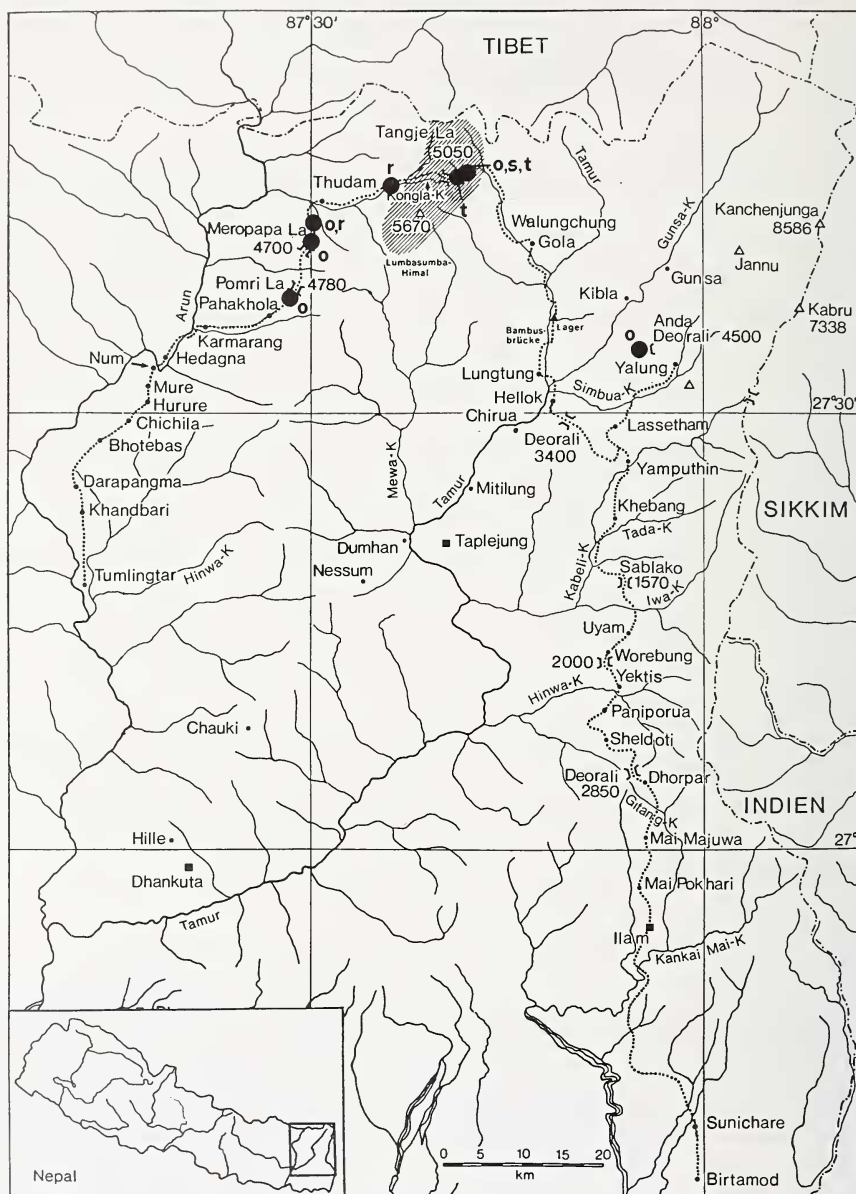 87°30'
88°
TIBET
Tangje La
5050
o,s,t
r
t
Thudam
Kongla-K
5670
Lumbasumba-
Himal
Tamur
Walungchung
Gola
Gunsa-K
Kanchenjunga
8586
Jannu
Gunsa
Meropapa La
4700
o,r
o
Pomri La
4780
Pahakhola
o
Arun
Karmarang
Hedagna
Num
Kibla
Kabru
7338
Bambus-
brücke
Lager
o
Anda
Deorali 4500
Yalung
Lungtung
Simbua-K
Hellok
27°30
Mure
Hurure
Chichila
Bhotebas
Chirua
Deorali
3400
Lassetham
Yamputhin
Darapangma
Khandbari
Mewa-K
Tamur
Mitilung
Khebang
SIKKIM
Tada-K
Dumhan
Taplejung
Nessum
Hinwa-K
Tumlingtar
Kabeli-K
Sablako
1570
Iwa-K
Uyam
2000
Worebung
Yektis
Hinwa-K
Paniporua
Sheldoti
Chauki
Deorali
2850
Dhorpar
Gitang-K
INDIEN
Hille
Mai Majuwa
27°
Dhankuta
Mai Pokhari
Tamur
Ilam
Kankai Mai-K
Sunichare
Birtamod
Nepal
0 5 10 20
km